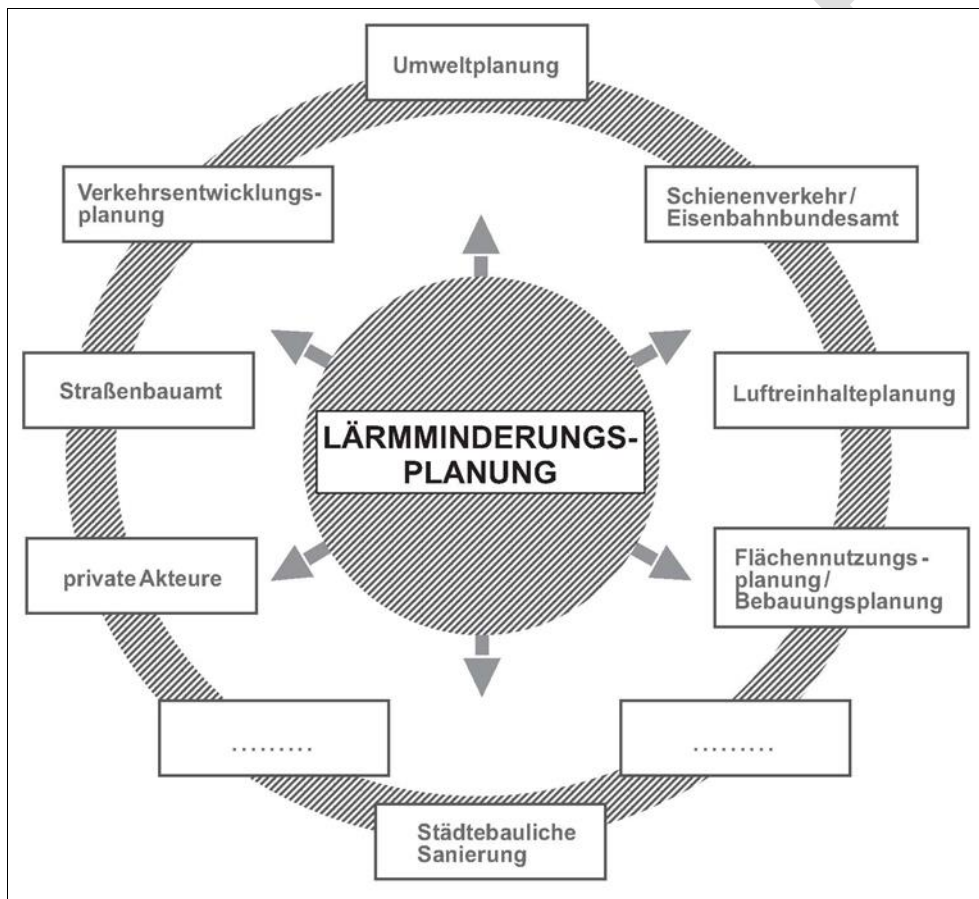 Umweltplanung
Verkehrsentwicklungs-
planung
Schienenverkehr /
Eisenbahnbundesamt
Straßenbauamt
Luftreinhalteplanung
LÄRMMINDERUNGS-
PLANUNG
private Akteure
Flächennutzungs-
planung /
Bebauungsplanung
.........
.........
Städtebauliche
Sanierung